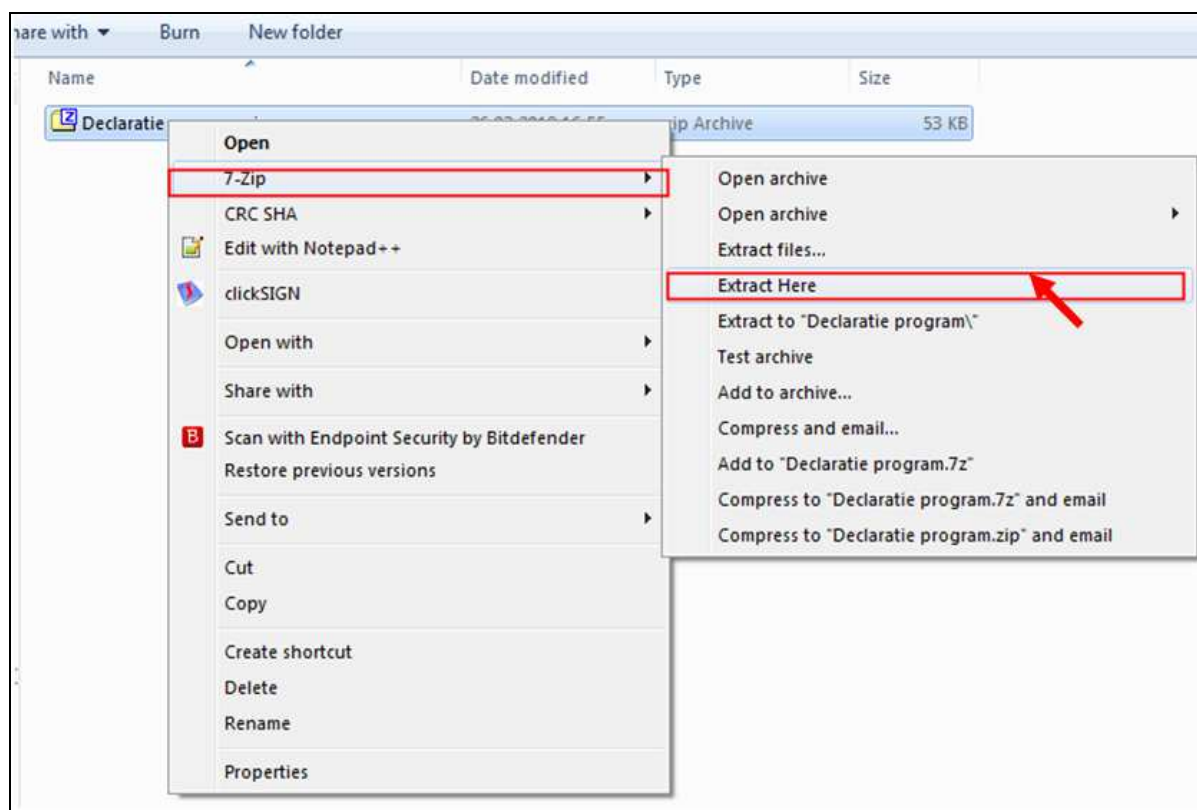 are with Burn New folder
Name Date modified Type Size
Declaratie ip Archive 53 KB
Open
7-Zip
CRC SHA
Edit with Notepad++
clickSIGN
Open with
Share with
Scan with Endpoint Security by Bitdefender
Restore previous versions
Send to
Cut
Copy
Create shortcut
Delete
Rename
Properties
Open archive
Open archive
Extract files...
Extract Here
Extract to "Declaratie program\"
Test archive
Add to archive...
Compress and email...
Add to "Declaratie program.7z"
Compress to "Declaratie program.7z" and email
Compress to "Declaratie program.zip" and email